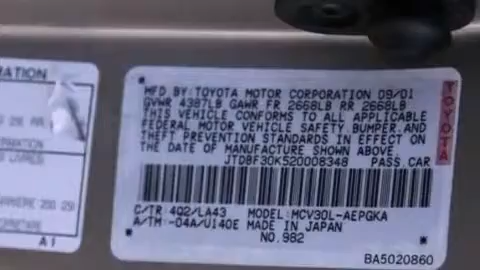 RATION
MFD BY: TOYOTA MOTOR CORPORATION 09/01
GVWR 4387LB GAWR FR 2668LB RR 2668LB
THIS VEHICLE CONFORMS TO ALL APPLICABLE
FEDERAL MOTOR VEHICLE SAFETY, BUMPER, AND
THEFT PREVENTION STANDARDS IN EFFECT ON
THE DATE OF MANUFACTURE SHOWN ABOVE.
JTDBF30K520008348 PASS.CAR
TOYOTA
C/TR: 4Q2/LA43 MODEL: MCV30L-AEPGKA
A/TM: -04A/U140E MADE IN JAPAN
NO.982
A1
BA5020860